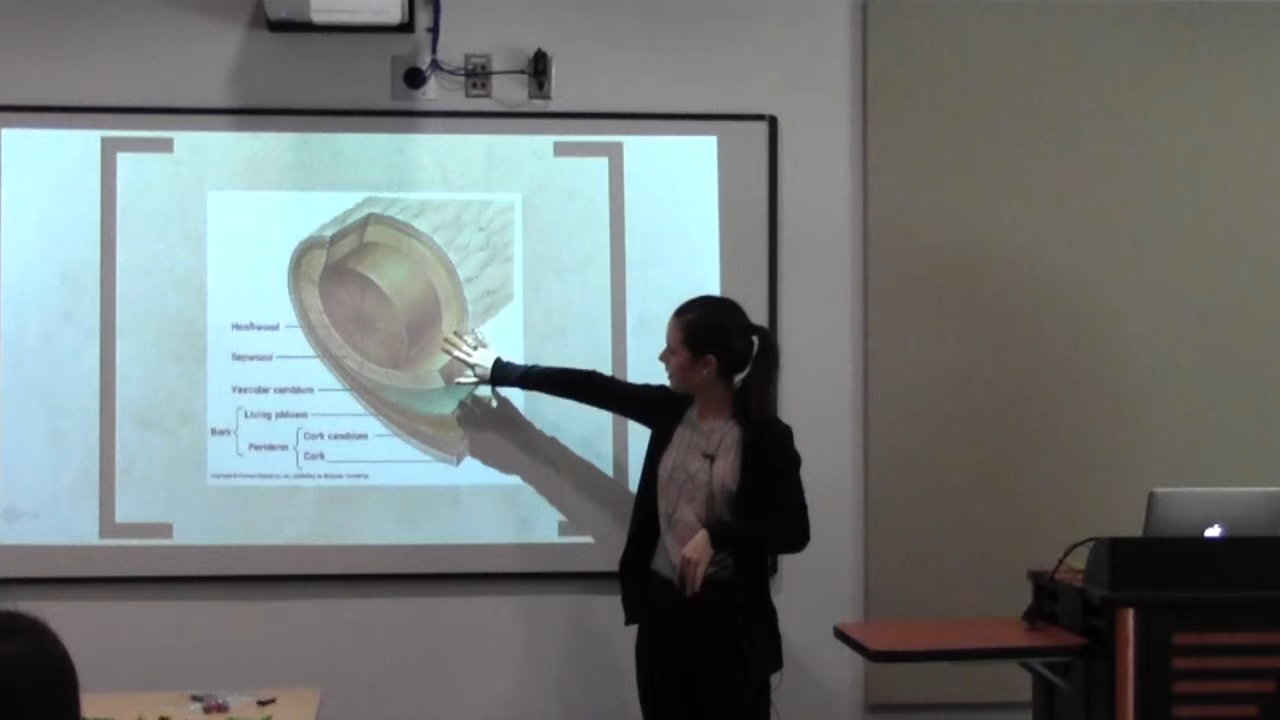 Heartwood
Sapwood
Vascular cambium
Living phloem
Bark
Periderm
Cork cambium
Cork